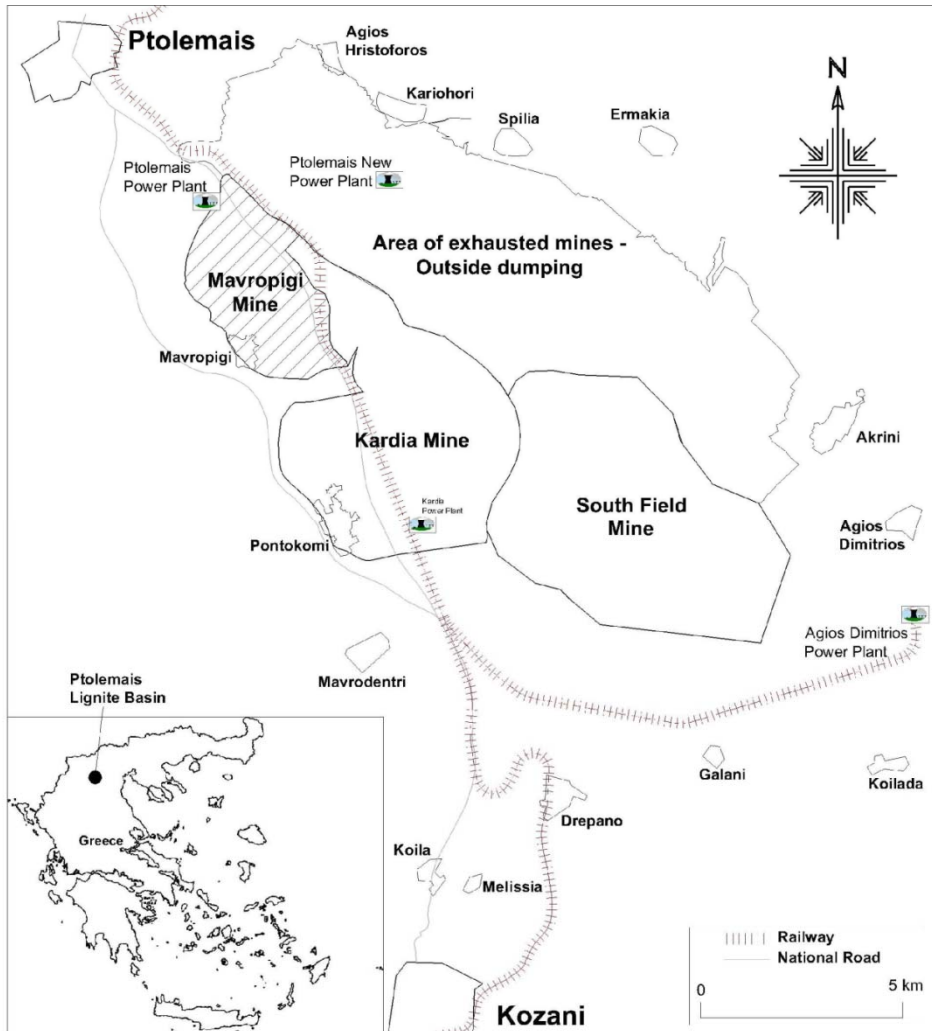 Ptolemais
Agios
Hristoforos
Kariohori
Spilia
Ermakia
N
Ptolemais
Power Plant
Ptolemais New
Power Plant
Area of exhausted mines -
Outside dumping
Mavropigi
Mine
Mavropigi
Kardia Mine
Akrini
South Field
Mine
Kardia
Power Plant
Pontokomi
Agios
Dimitrios
Agios Dimitrios
Power Plant
Mavrodentri
Ptolemais
Lignite Basin
Greece
Galani
Koilada
Drepano
Koila
Melissia
Kozani
Railway
National Road
0
5 km